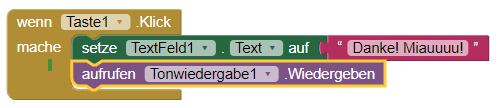 wenn Taste1 .Klick
mache setze TextFeld1 . Text auf "Danke! Miauuuu!"
aufrufen Tonwiedergabe1 .Wiedergeben